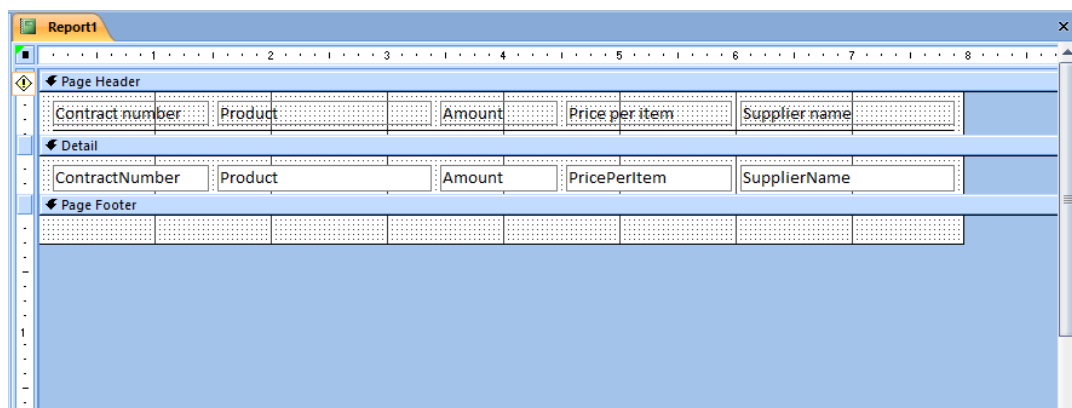 Report1
1 2 3 4 5 6 7 8
Page Header
Contract number Product Amount Price per item Supplier name
Detail
ContractNumber Product Amount PricePerItem SupplierName
Page Footer
1